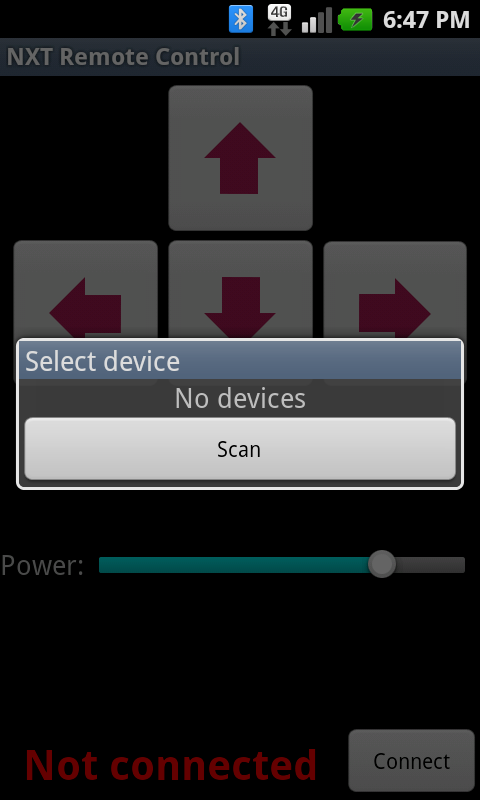 4G
6:47 PM
NXT Remote Control
Select device
No devices
Scan
Power:
Not connected
Connect